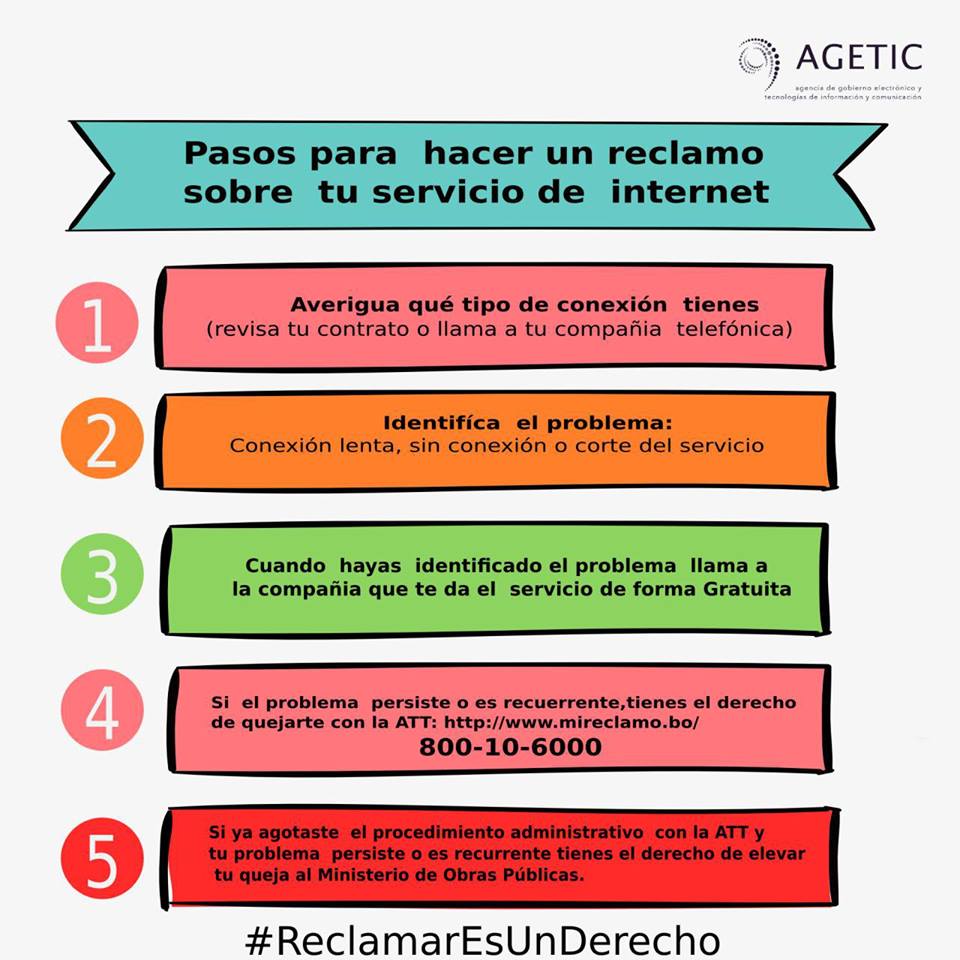 AGETIC
agencia de gobierno electrónico y
tecnologías de información y comunicación
Pasos para hacer un reclamo
sobre tu servicio de internet
1
Averigua qué tipo de conexión tienes
(revisa tu contrato o llama a tu compañia telefónica)
2
Identifíca el problema:
Conexión lenta, sin conexión o corte del servicio
3
Cuando hayas identificado el problema llama a
la compañia que te da el servicio de forma Gratuita
4
Si el problema persiste o es recuerrente,tienes el derecho
de quejarte con la ATT: http://www.mireclamo.bo/
800-10-6000
5
Si ya agotaste el procedimiento administrativo con la ATT y
tu problema persiste o es recurrente tienes el derecho de elevar
tu queja al Ministerio de Obras Públicas.
#ReclamarEsUnDerecho